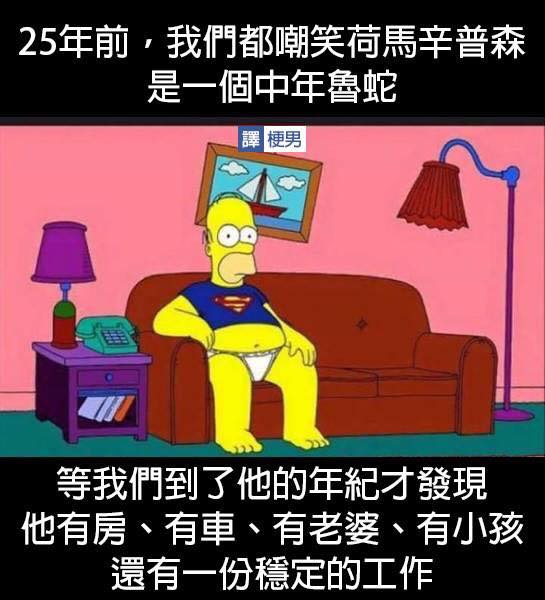 25年前，我們都嘲笑荷馬辛普森
是一個中年魯蛇
譯 梗男
等我們到了他的年紀才發現
他有房、有車、有老婆、有小孩
還有一份穩定的工作